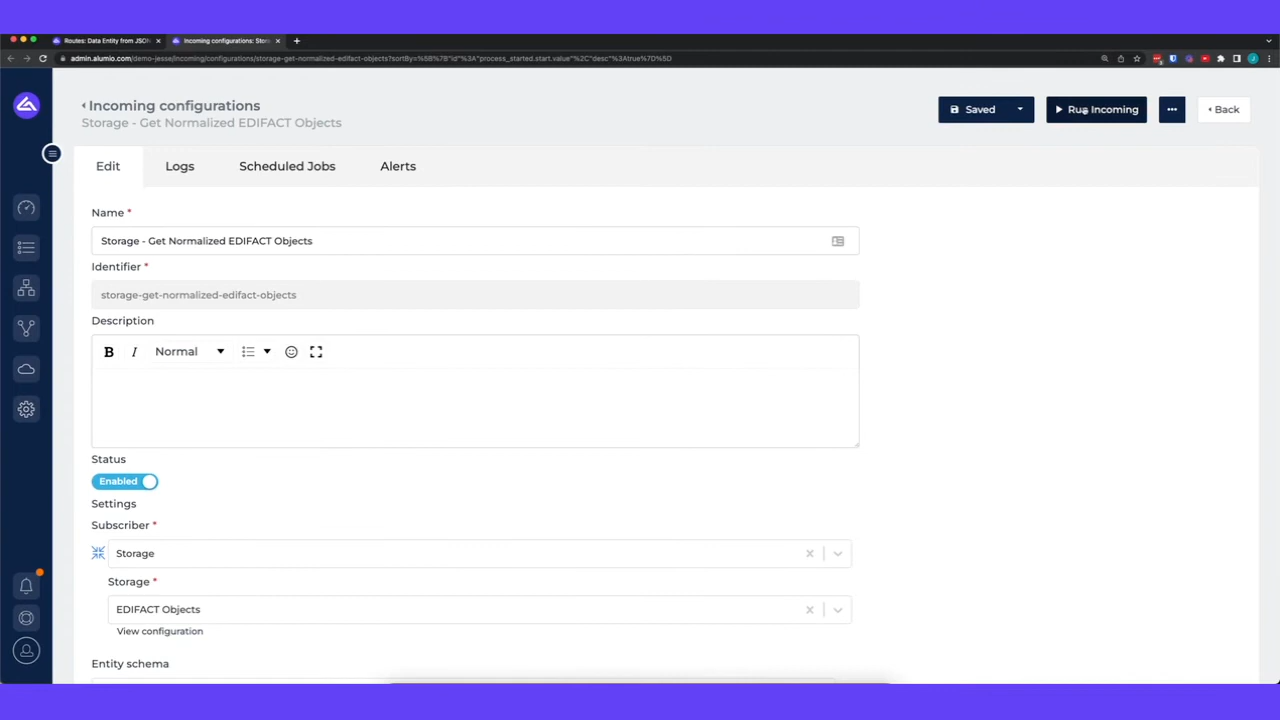 Routes: Data Entity from JSON
Incoming configurations: Stor
admin.alumio.com/demo-jesse/incoming/configurations/storage-get-normalized-edifact-objects?sortBy=%5B%7B"id"%3A"process_started.start.value"%2C"desc"%3Atrue%7D%5D
Incoming configurations
Storage - Get Normalized EDIFACT Objects
Saved
Run Incoming
Back
Edit
Logs
Scheduled Jobs
Alerts
Name *
Storage - Get Normalized EDIFACT Objects
Identifier *
storage-get-normalized-edifact-objects
Description
B
I
Normal
Status
Enabled
Settings
Subscriber *
Storage
Storage *
EDIFACT Objects
View configuration
Entity schema